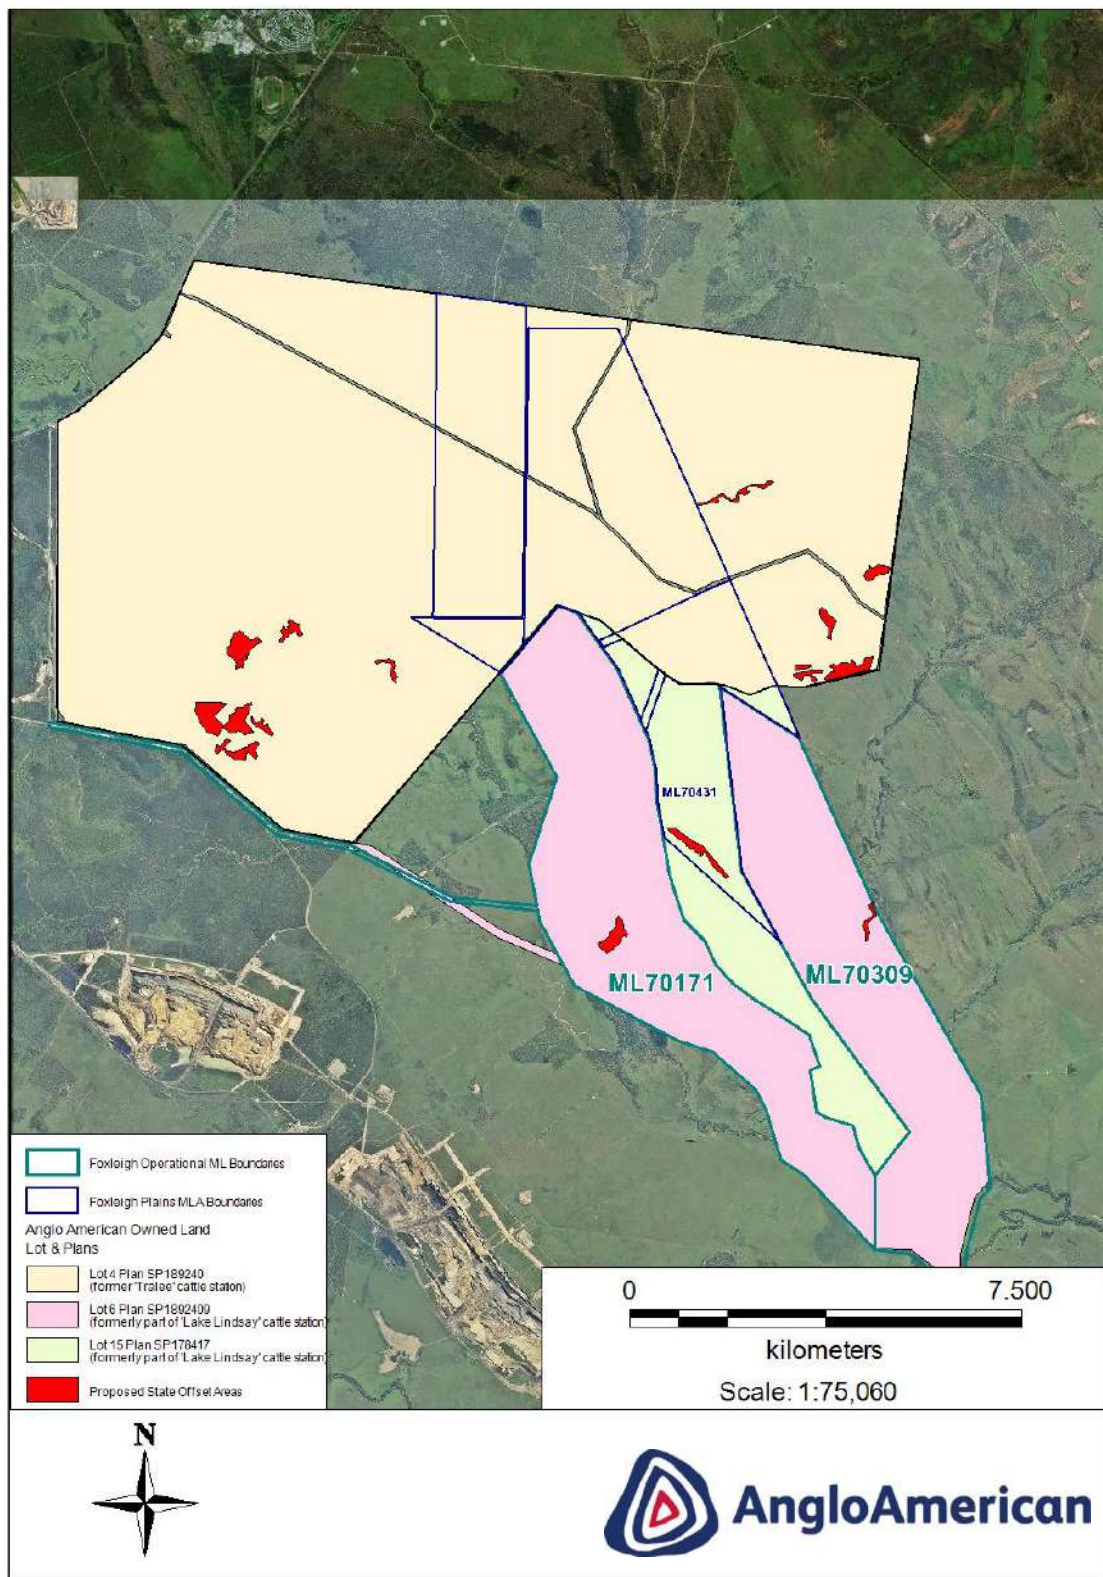 ML70431
ML70171
ML70309
Foxleigh Operational ML Boundaries
Foxleigh Plains MLA Boundaries
Anglo American Owned Land
Lot & Plans
Lot 4 Plan SP189240
(former 'Tralee' cattle station)
Lot 6 Plan SP1892409
(formerly part of 'Lake Lindsay' cattle station)
Lot 15 Plan SP178417
(formerly part of 'Lake Lindsay' cattle station)
Proposed State Offset Areas
0 7.500
kilometers
Scale: 1:75,060
N
AngloAmerican